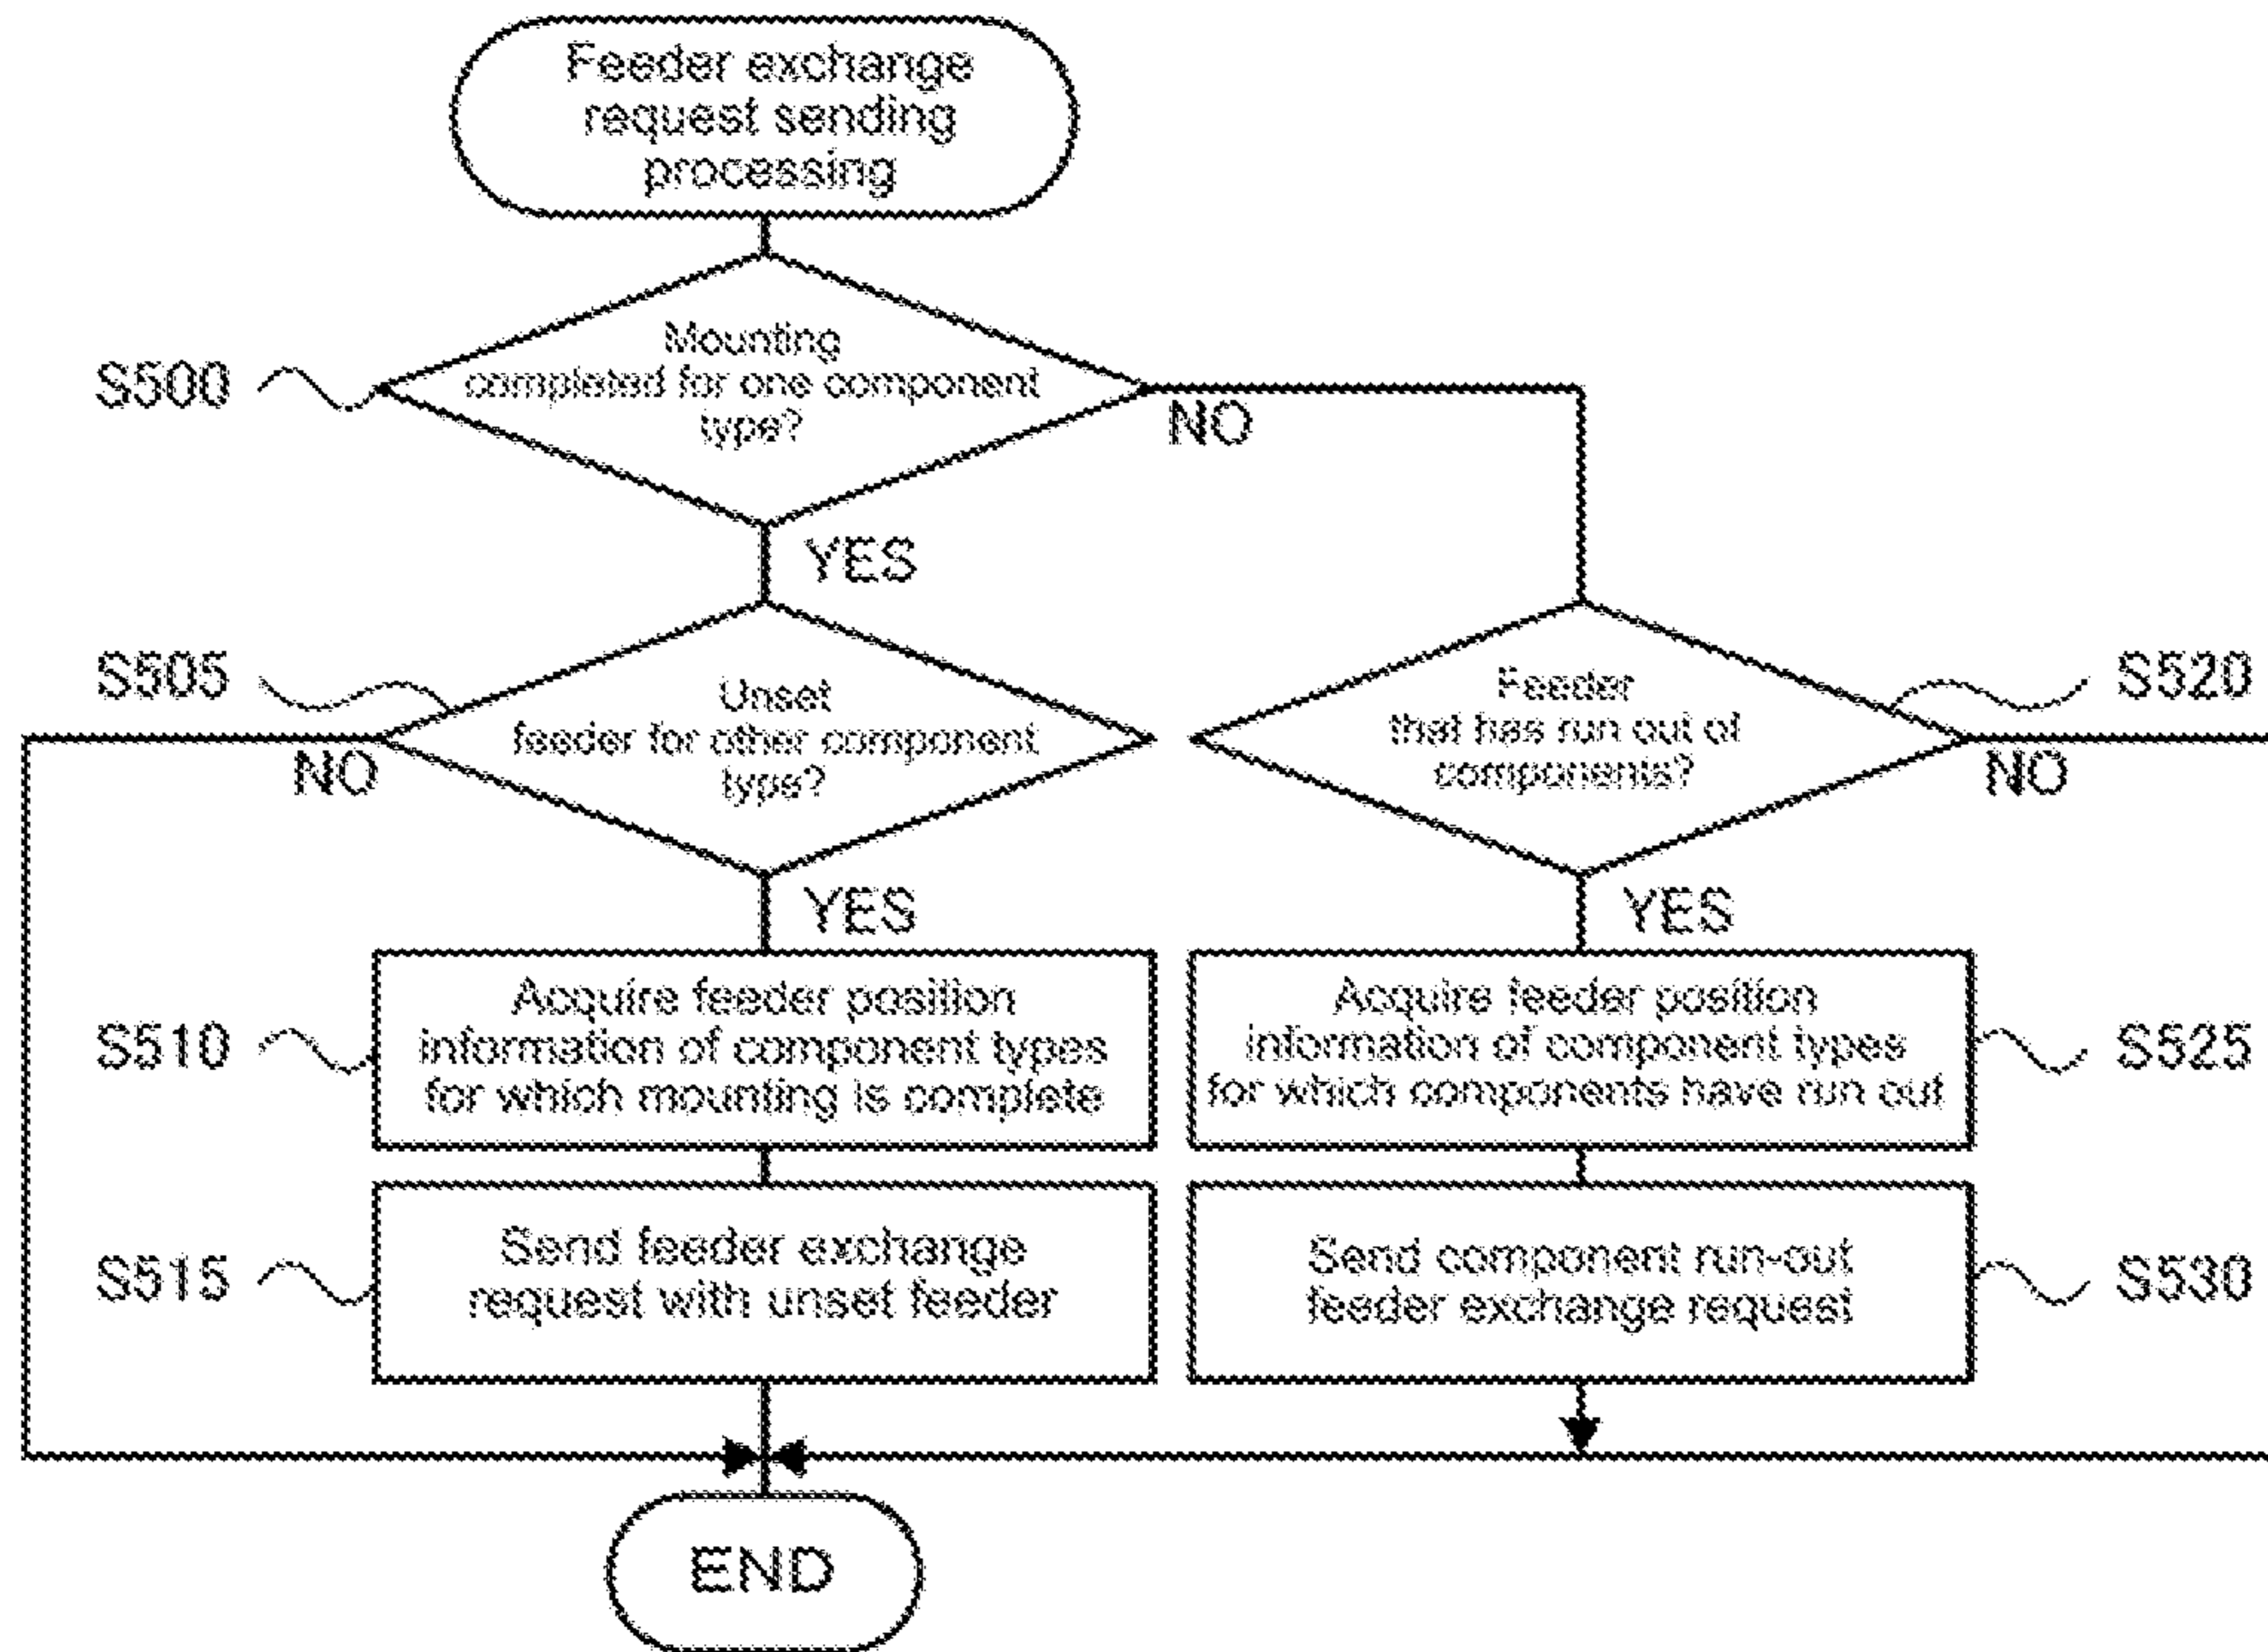 Feeder exchange
request sending
processing
S500
Mounting
completed for one component
type?
NO
YES
S505
Unset
feeder for other component
type?
NO
YES
S520
Feeder
that has run out of
components?
NO
YES
S510
Acquire feeder position
information of component types
for which mounting is complete
Acquire feeder position
information of component types
for which components have run out
S525
S515
Send feeder exchange
request with unset feeder
Send component run-out
feeder exchange request
S530
END